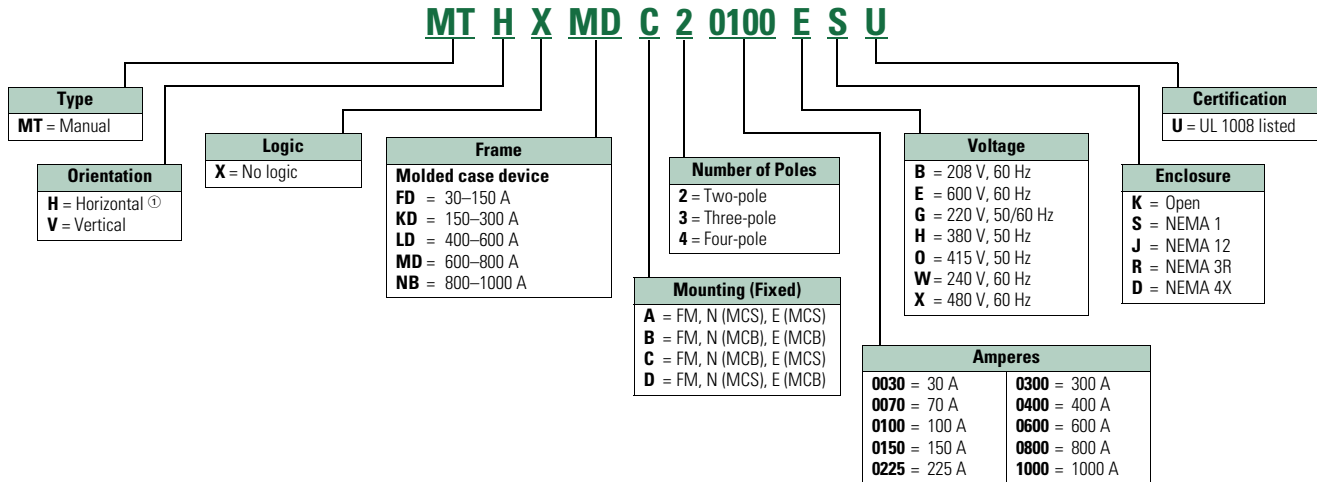 MT H X MD C 2 0100 E S U
Type
MT = Manual
Orientation
H = Horizontal ①
V = Vertical
Logic
X = No logic
Frame
Molded case device
FD = 30–150 A
KD = 150–300 A
LD = 400–600 A
MD = 600–800 A
NB = 800–1000 A
Mounting (Fixed)
A = FM, N (MCS), E (MCS)
B = FM, N (MCB), E (MCB)
C = FM, N (MCB), E (MCS)
D = FM, N (MCS), E (MCB)
Number of Poles
2 = Two-pole
3 = Three-pole
4 = Four-pole
Amperes
0030 = 30 A
0070 = 70 A
0100 = 100 A
0150 = 150 A
0225 = 225 A
0300 = 300 A
0400 = 400 A
0600 = 600 A
0800 = 800 A
1000 = 1000 A
Voltage
B = 208 V, 60 Hz
E = 600 V, 60 Hz
G = 220 V, 50/60 Hz
H = 380 V, 50 Hz
O = 415 V, 50 Hz
W = 240 V, 60 Hz
X = 480 V, 60 Hz
Enclosure
K = Open
S = NEMA 1
J = NEMA 12
R = NEMA 3R
D = NEMA 4X
Certification
U = UL 1008 listed